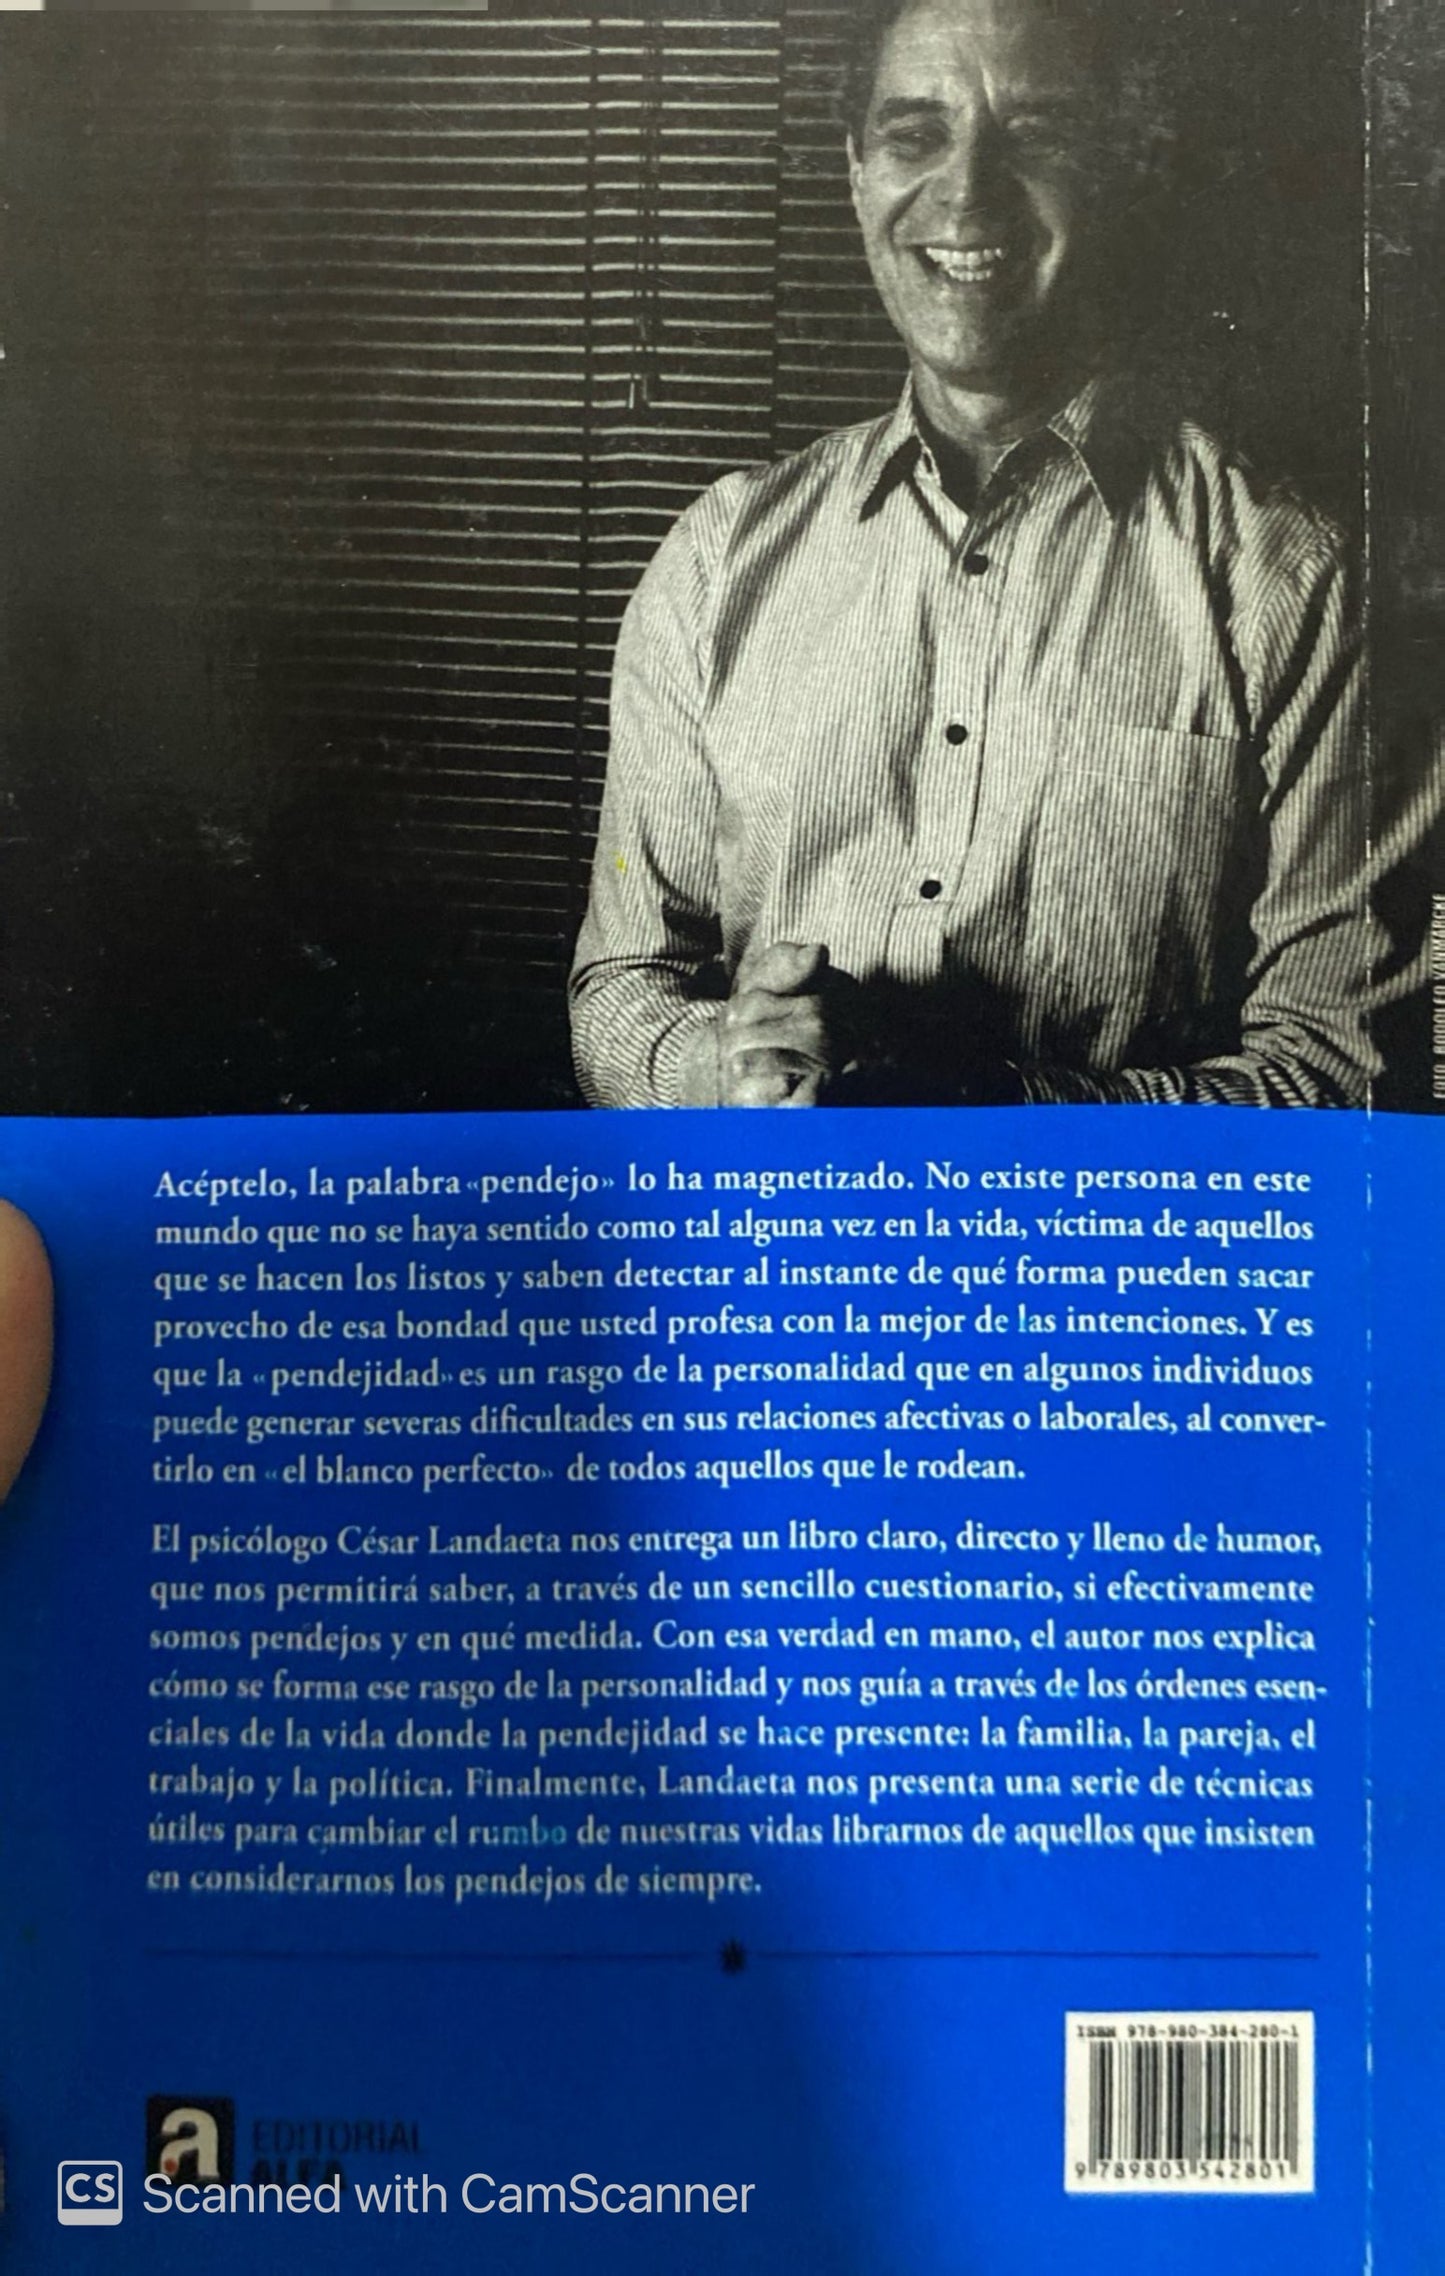 FOTO RODOLFO VANMARCKE
Acéptelo, la palabra «pendejo» lo ha magnetizado. No existe persona en este
mundo que no se haya sentido como tal alguna vez en la vida, víctima de aquellos
que se hacen los listos y saben detectar al instante de qué forma pueden sacar
provecho de esa bondad que usted profesa con la mejor de las intenciones. Y es
que la «pendejidad» es un rasgo de la personalidad que en algunos individuos
puede generar severas dificultades en sus relaciones afectivas o laborales, al conver-
tirlo en «el blanco perfecto» de todos aquellos que le rodean.
El psicólogo César Landaeta nos entrega un libro claro, directo y lleno de humor,
que nos permitirá saber, a través de un sencillo cuestionario, si efectivamente
somos pendejos y en qué medida. Con esa verdad en mano, el autor nos explica
cómo se forma ese rasgo de la personalidad y nos guía a través de los órdenes esen-
ciales de la vida donde la pendejidad se hace presente: la familia, la pareja, el
trabajo y la política. Finalmente, Landaeta nos presenta una serie de técnicas
útiles para cambiar el rumbo de nuestras vidas librarnos de aquellos que insisten
en considerarnos los pendejos de siempre.
ISBN 978-980-354-280-1
9 789803 542801
a EDITORIAL
ALFA
CS Scanned with CamScanner